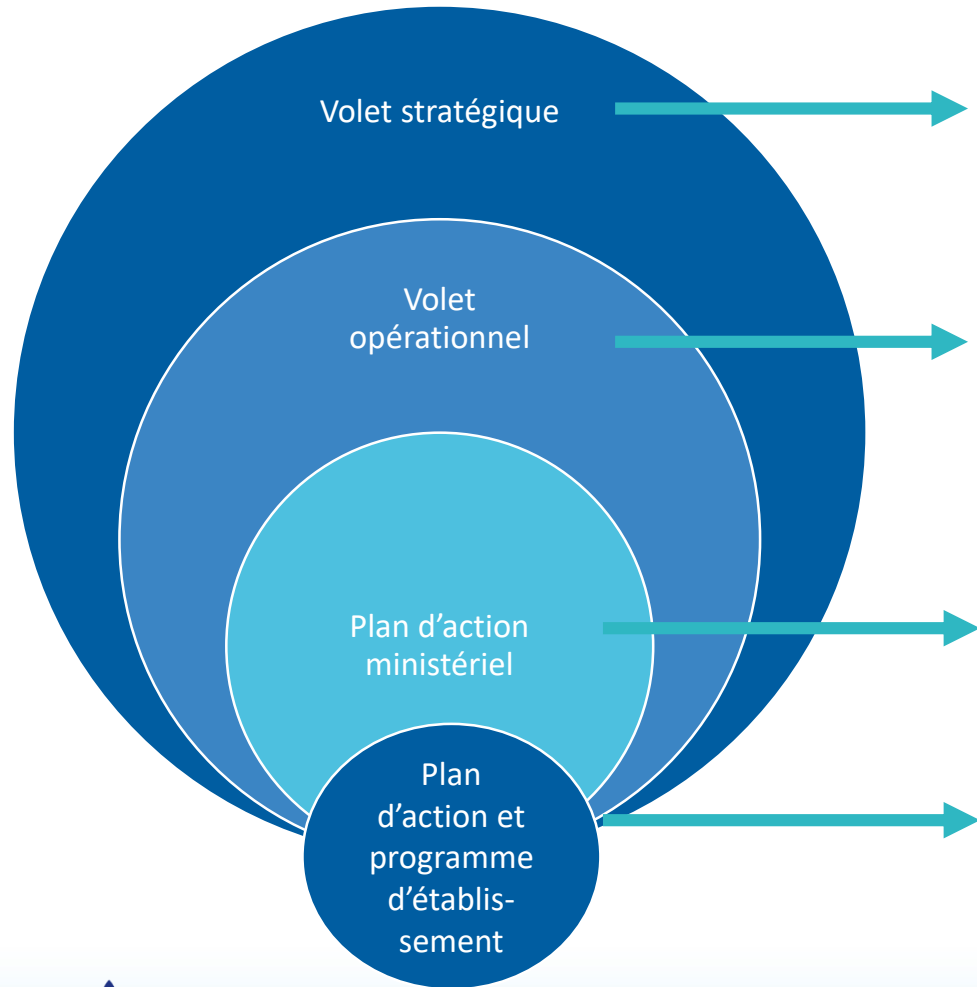 Volet stratégique
Volet
opérationnel
Plan d’action
ministériel
Plan
d’action et
programme
d’établis-
sement